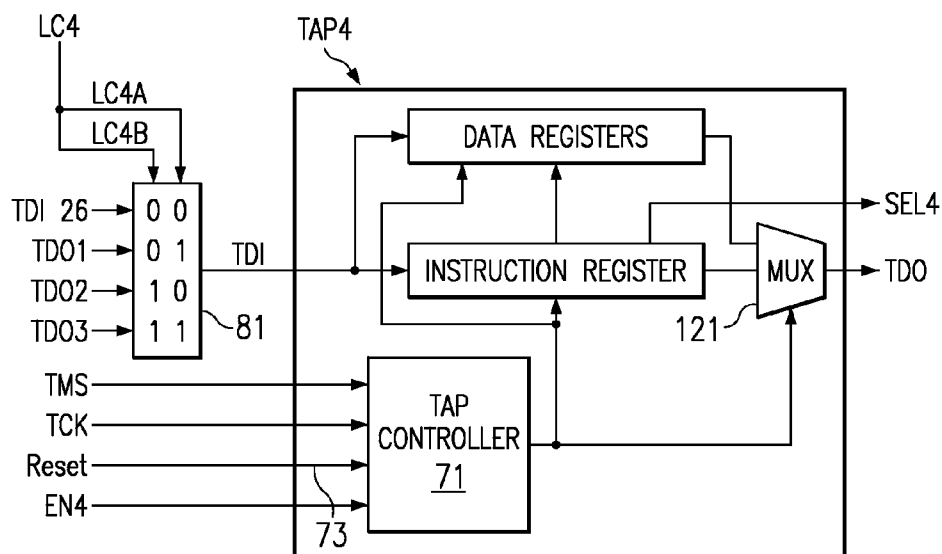 LC4
TAP4
LC4A
LC4B
DATA REGISTERS
TDI 26
0 0
SEL4
TDO1
0 1
TDI
INSTRUCTION REGISTER
MUX
TDO
TDO2
1 0
TDO3
1 1
81
121
TMS
TCK
TAP
CONTROLLER
71
Reset
EN4
73